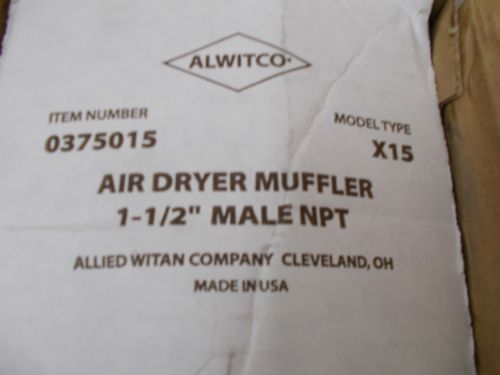 ALWITCO
ITEM NUMBER
0375015
MODEL TYPE
X15
AIR DRYER MUFFLER
1-1/2" MALE NPT
ALLIED WITAN COMPANY CLEVELAND, OH
MADE IN USA